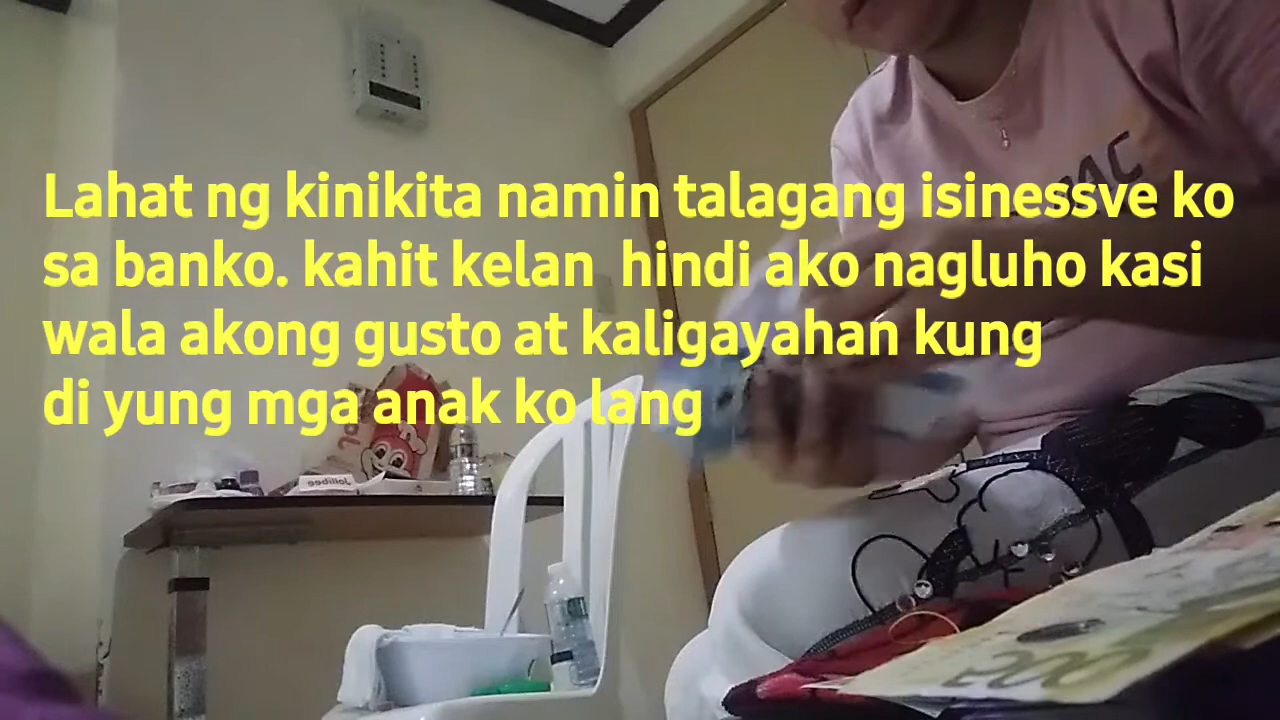 Lahat ng kinikita namin talagang isinessve ko
sa banko. kahit kelan hindi ako nagluho kasi
wala akong gusto at kaligayahan kung
di yung mga anak ko lang
Jollibee